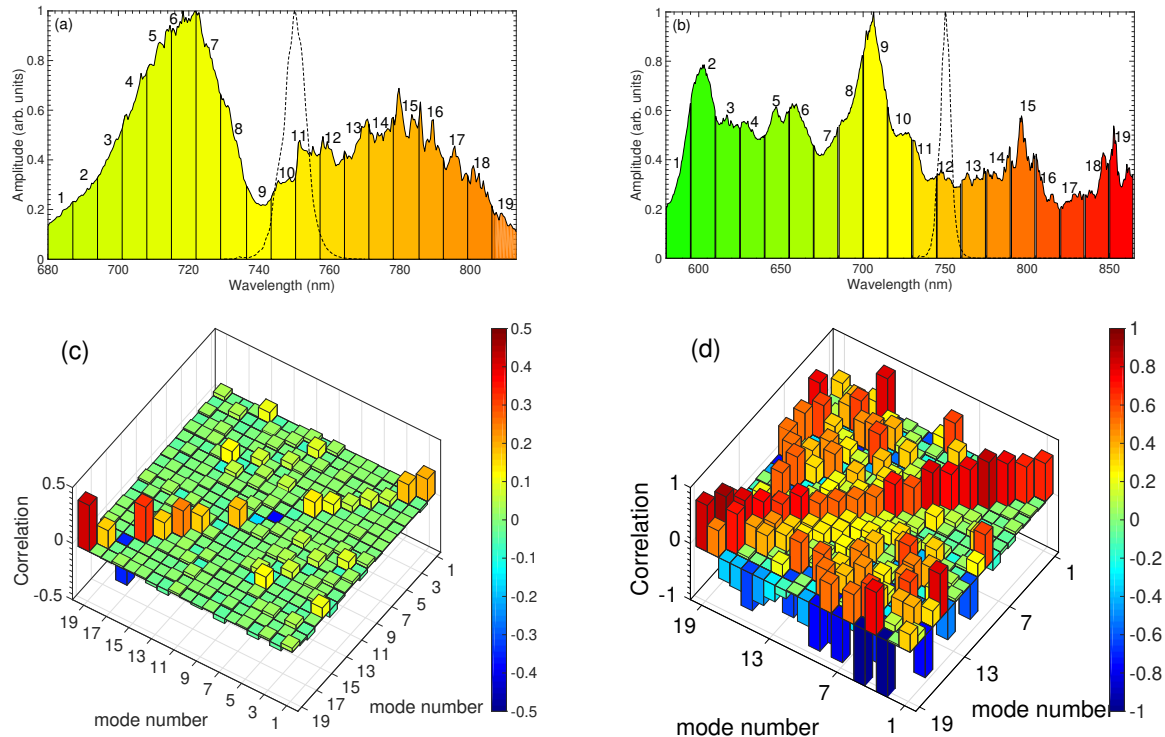 (a)
Amplitude (arb. units)
1
0.8
0.6
0.4
0.2
0
1 2 3 4 5 6 7 8 9 10 11 12 13 14 15 16 17 18 19
680 700 720 740 760 780 800
Wavelength (nm)
(b)
Amplitude (arb. units)
1
0.8
0.6
0.4
0.2
0
1 2 3 4 5 6 7 8 9 10 11 12 13 14 15 16 17 18 19
600 650 700 750 800 850
Wavelength (nm)
(c)
Correlation
0.5
0
-0.5
19 17 15 13 11 9 7 5 3 1
mode number
19 17 15 13 11 9 7 5 3 1
mode number
0.5
0.4
0.3
0.2
0.1
0
-0.1
-0.2
-0.3
-0.4
-0.5
(d)
Correlation
1
0
-1
19 13 7 1
mode number
19 13 7 1
mode number
1
0.8
0.6
0.4
0.2
0
-0.2
-0.4
-0.6
-0.8
-1